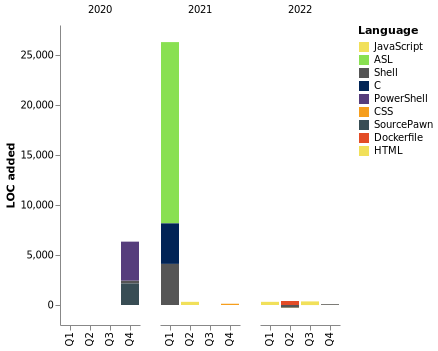 2020 2021 2022
Language
JavaScript
ASL
Shell
C
PowerShell
CSS
SourcePawn
Dockerfile
HTML
LOC added
25,000
20,000
15,000
10,000
5,000
0
Q1 Q2 Q3 Q4 Q1 Q2 Q3 Q4 Q1 Q2 Q3 Q4